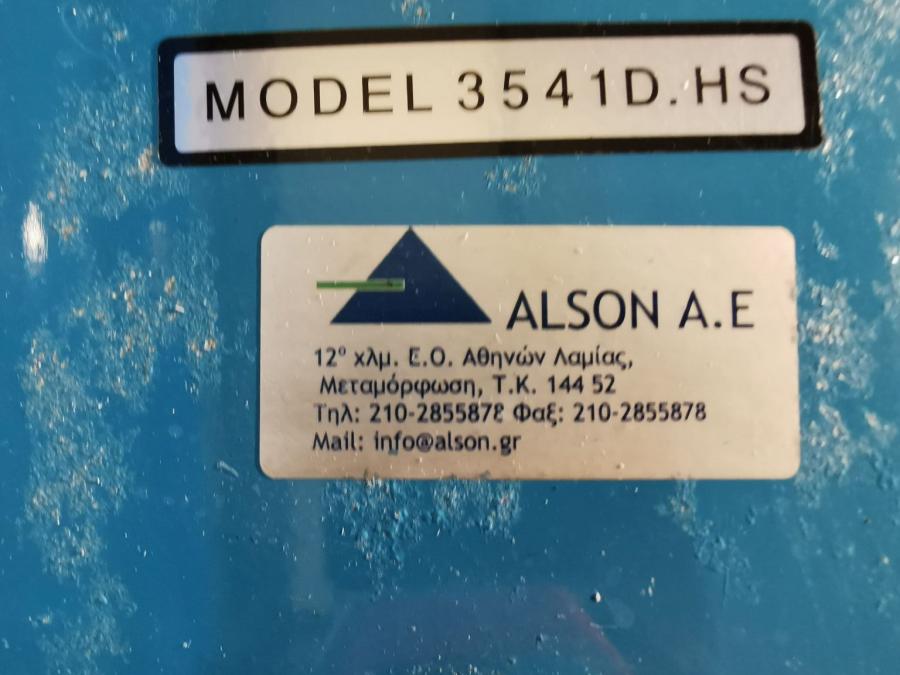 MODEL 3541D.HS
ALSON A.E
12° χλμ. Ε.Ο. Αθηνών Λαμίας,
Μεταμόρφωση, Τ.Κ. 144 52
Τηλ: 210-2855878 Φαξ: 210-2855878
Mail: info@alson.gr